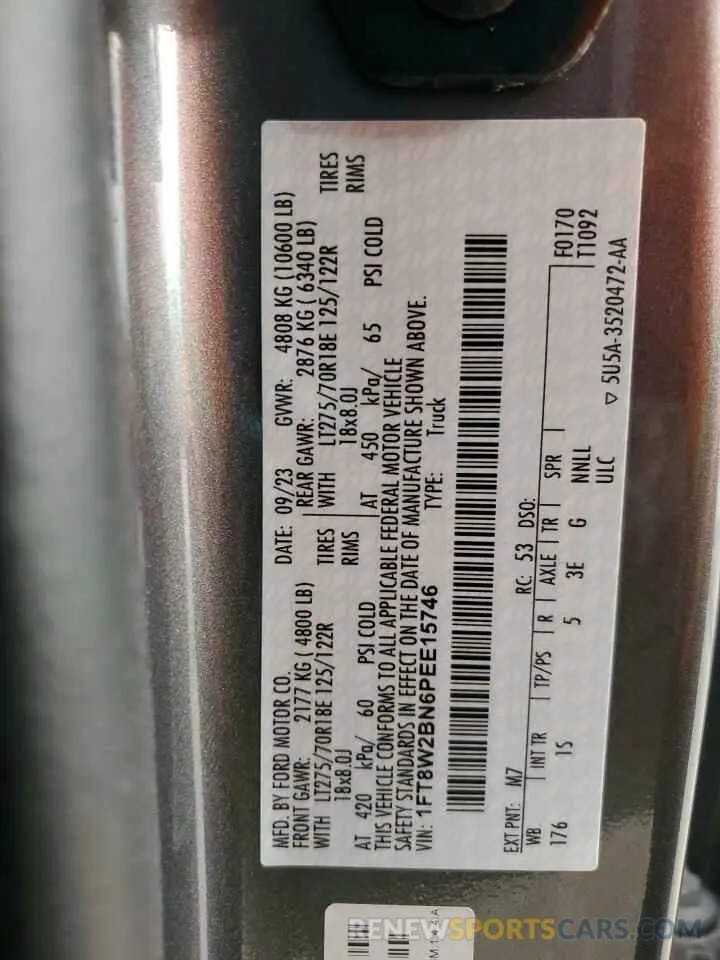 MFD. BY FORD MOTOR CO. DATE: 09/23 GVWR: 4808 KG (10600 LB)
FRONT GAWR: 2177 KG ( 4800 LB) REAR GAWR: 2876 KG ( 6340 LB)
WITH LT275/70R18E 125/122R TIRES WITH LT275/70R18E 125/122R TIRES
18x8.0J RIMS 18x8.0J RIMS
AT 420 kPa/ 60 PSI COLD AT 450 kPa/ 65 PSI COLD
THIS VEHICLE CONFORMS TO ALL APPLICABLE FEDERAL MOTOR VEHICLE
SAFETY STANDARDS IN EFFECT ON THE DATE OF MANUFACTURE SHOWN ABOVE.
VIN: 1FT8W2BN6PEE15746 TYPE: Truck
EXT PNT: M7 RC: 53 DSO:
WB INT TR TP/PS R AXLE TR SPR F0170
176 1S 5 3E G NNLL T1092
ULC ▽ 5U5A-3520472-AA
RENEWSPORTSCARS.COM